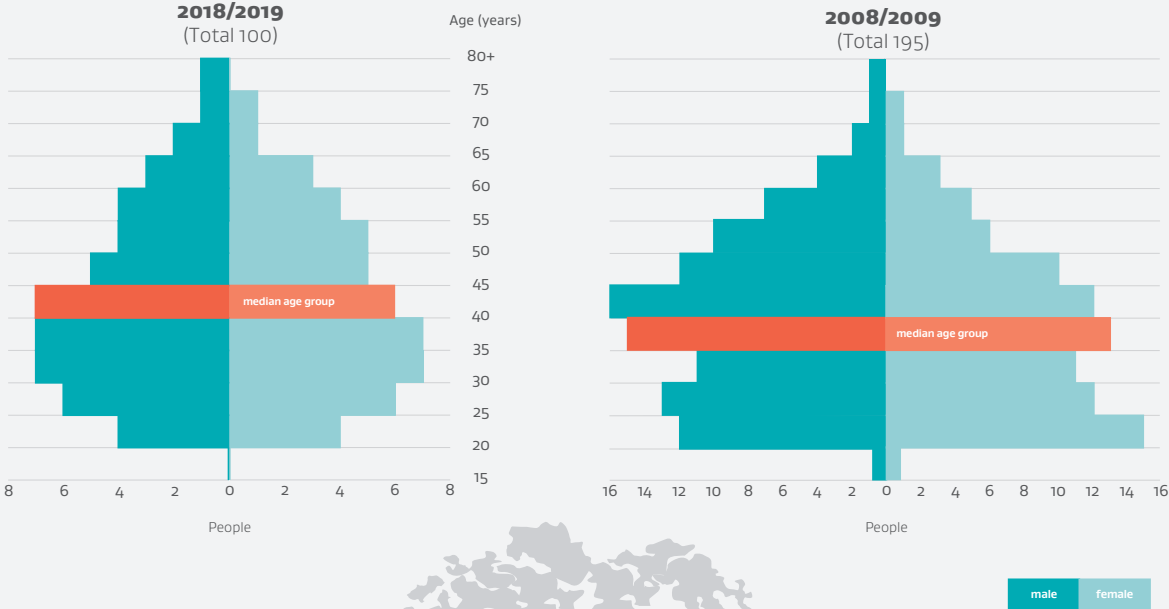 2018/2019
(Total 100)
Age (years)
2008/2009
(Total 195)
80+
75
70
65
60
55
50
45
40
35
30
25
20
15
median age group
median age group
8 6 4 2 0 2 4 6 8
16 14 12 10 8 6 4 2 0 2 4 6 8 10 12 14 16
People
People
male female